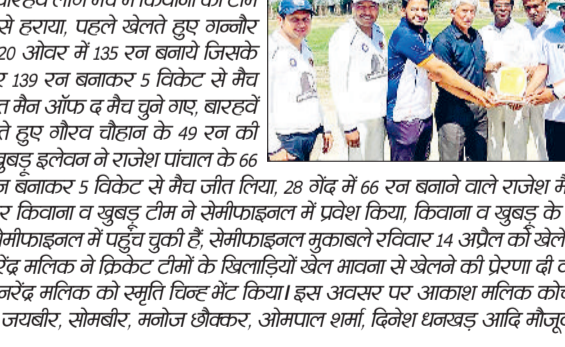 बारहवें लीग मैच में किवाना की टीम
से हराया, पहले खेलते हुए गन्नौर
20 ओवर में 135 रन बनाये जिसके
139 रन बनाकर 5 विकेट से मैच
मैन ऑफ द मैच चुने गए, बारहवें
हुए गौरव चौहान के 49 रन की
खुबड़ू इलेवन ने राजेश पांचाल के 66
बनाकर 5 विकेट से मैच जीत लिया, 28 गेंद में 66 रन बनाने वाले राजेश
किवाना व खुबड़ू टीम ने सेमीफाइनल में प्रवेश किया, किवाना व खुबड़ू के
सेमीफाइनल में पहुंच चुकी हैं, सेमीफाइनल मुकाबले रविवार 14 अप्रैल को खेले
मलिक ने क्रिकेट टीमों के खिलाड़ियों खेल भावना से खेलने की प्रेरणा दी
नरेंद्र मलिक को स्मृति चिन्ह भेंट किया। इस अवसर पर आकाश मलिक कोच
जयबीर, सोमबीर, मनोज छौक्कर, ओमपाल शर्मा, दिनेश धनखड़ आदि मौजूद